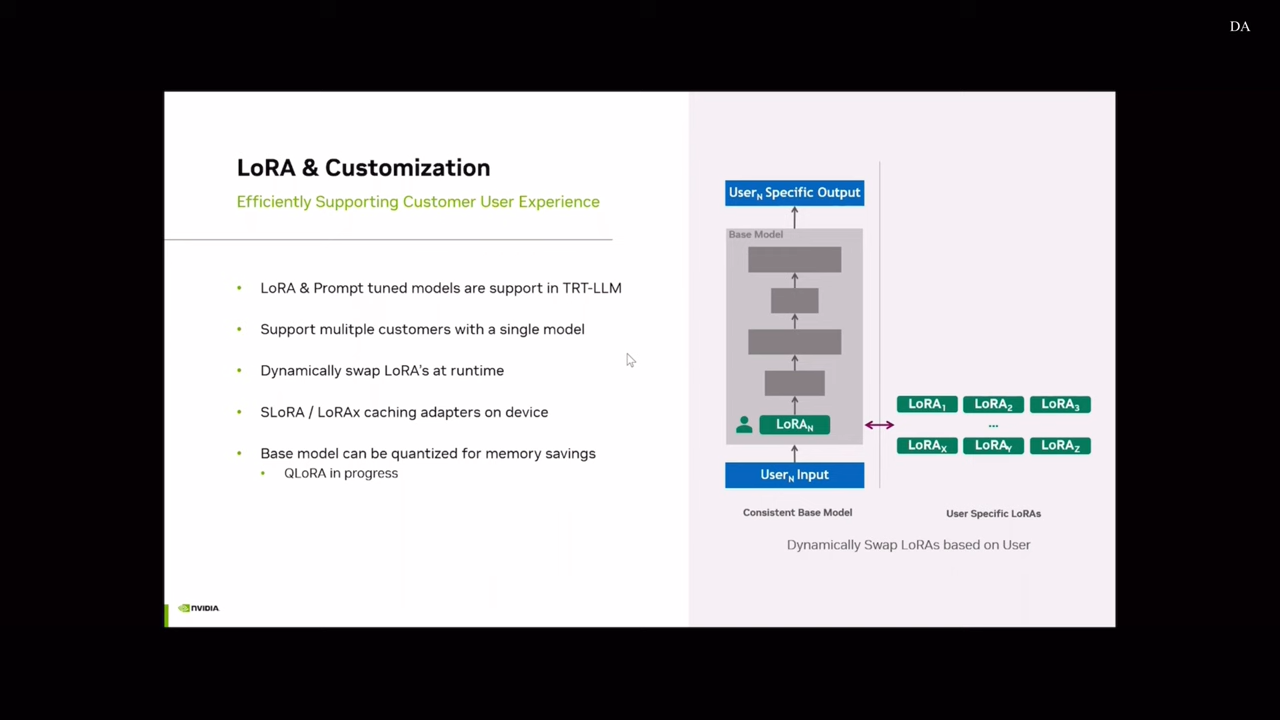 DA
LoRA & Customization
Efficiently Supporting Customer User Experience
• LoRA & Prompt tuned models are support in TRT-LLM
• Support mulitple customers with a single model
• Dynamically swap LoRA's at runtime
• SLoRA / LoRAx caching adapters on device
• Base model can be quantized for memory savings
• QLoRA in progress
NVIDIA
UserN Specific Output
Base Model
LoRAN
UserN Input
Consistent Base Model
LoRA1 LoRA2 LoRA3
...
LoRAX LoRAY LoRAZ
User Specific LoRAs
Dynamically Swap LoRAs based on User